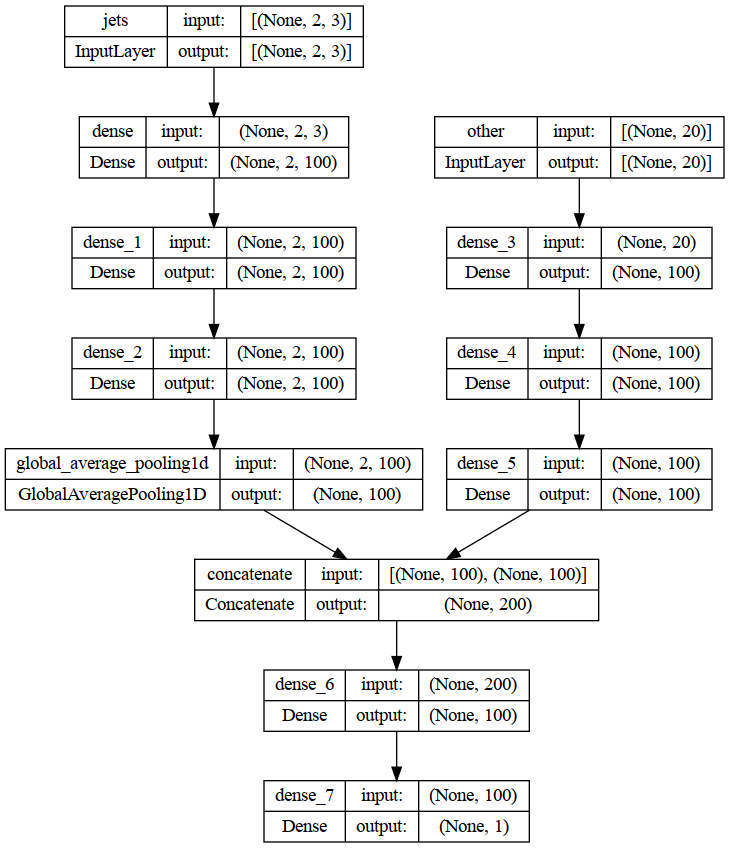 jets input: [(None, 2, 3)]
InputLayer output: [(None, 2, 3)]
dense input: (None, 2, 3)
Dense output: (None, 2, 100)
other input: [(None, 20)]
InputLayer output: [(None, 20)]
dense_1 input: (None, 2, 100)
Dense output: (None, 2, 100)
dense_3 input: (None, 20)
Dense output: (None, 100)
dense_2 input: (None, 2, 100)
Dense output: (None, 2, 100)
dense_4 input: (None, 100)
Dense output: (None, 100)
global_average_pooling1d input: (None, 2, 100)
GlobalAveragePooling1D output: (None, 100)
dense_5 input: (None, 100)
Dense output: (None, 100)
concatenate input: [(None, 100), (None, 100)]
Concatenate output: (None, 200)
dense_6 input: (None, 200)
Dense output: (None, 100)
dense_7 input: (None, 100)
Dense output: (None, 1)